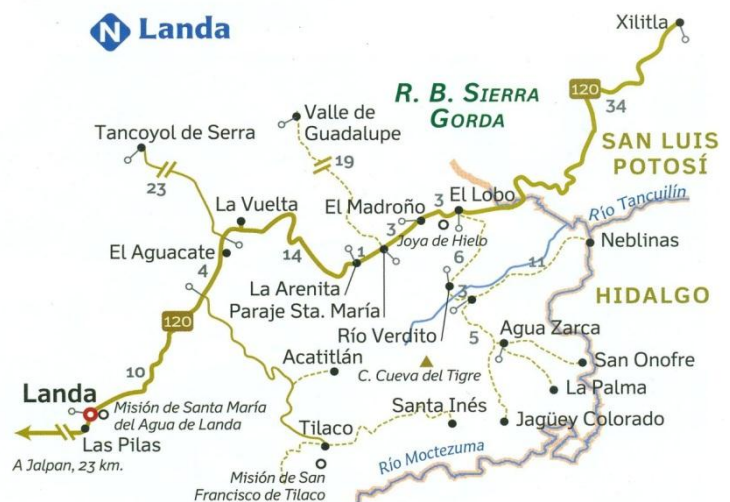 N Landa
Xilitla
R. B. SIERRA
GORDA
120
34
SAN LUIS
POTOSÍ
Valle de
Guadalupe
Tancoyol de Serra
19
23
La Vuelta
El Madroño
3
El Lobo
Río Tancuilín
3
Joya de Hielo
Neblinas
El Aguacate
14
1
6
11
4
La Arenita
Paraje Sta. María
3
HIDALGO
120
Río Verdito
5
Agua Zarca
10
Acatitlán
San Onofre
C. Cueva del Tigre
La Palma
Landa
Misión de Santa María
del Agua de Landa
Santa Inés
Jagüey Colorado
Las Pilas
Tilaco
A Jalpan, 23 km.
Río Moctezuma
Misión de San
Francisco de Tilaco